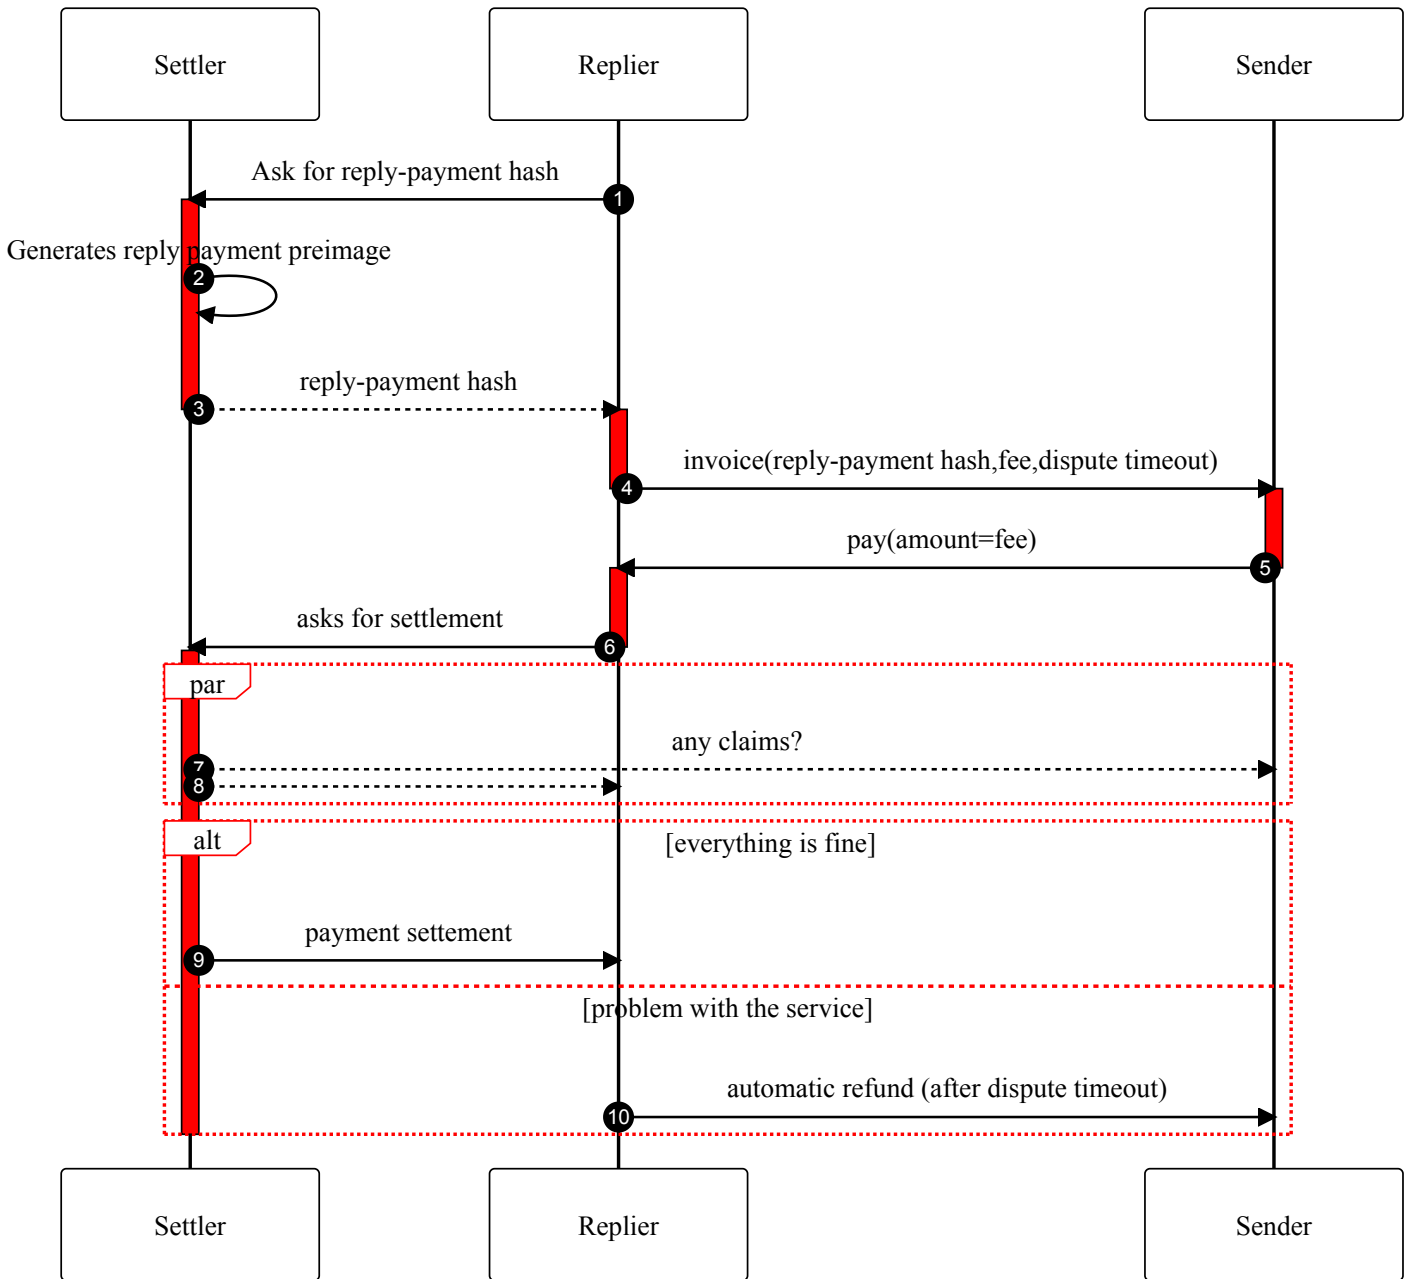 Settler
Replier
Sender
Ask for reply-payment hash
1
Generates reply payment preimage
2
reply-payment hash
3
invoice(reply-payment hash,fee,dispute timeout)
4
pay(amount=fee)
5
asks for settlement
6
par
any claims?
7
8
alt
[everything is fine]
payment settement
9
[problem with the service]
automatic refund (after dispute timeout)
10
Settler
Replier
Sender